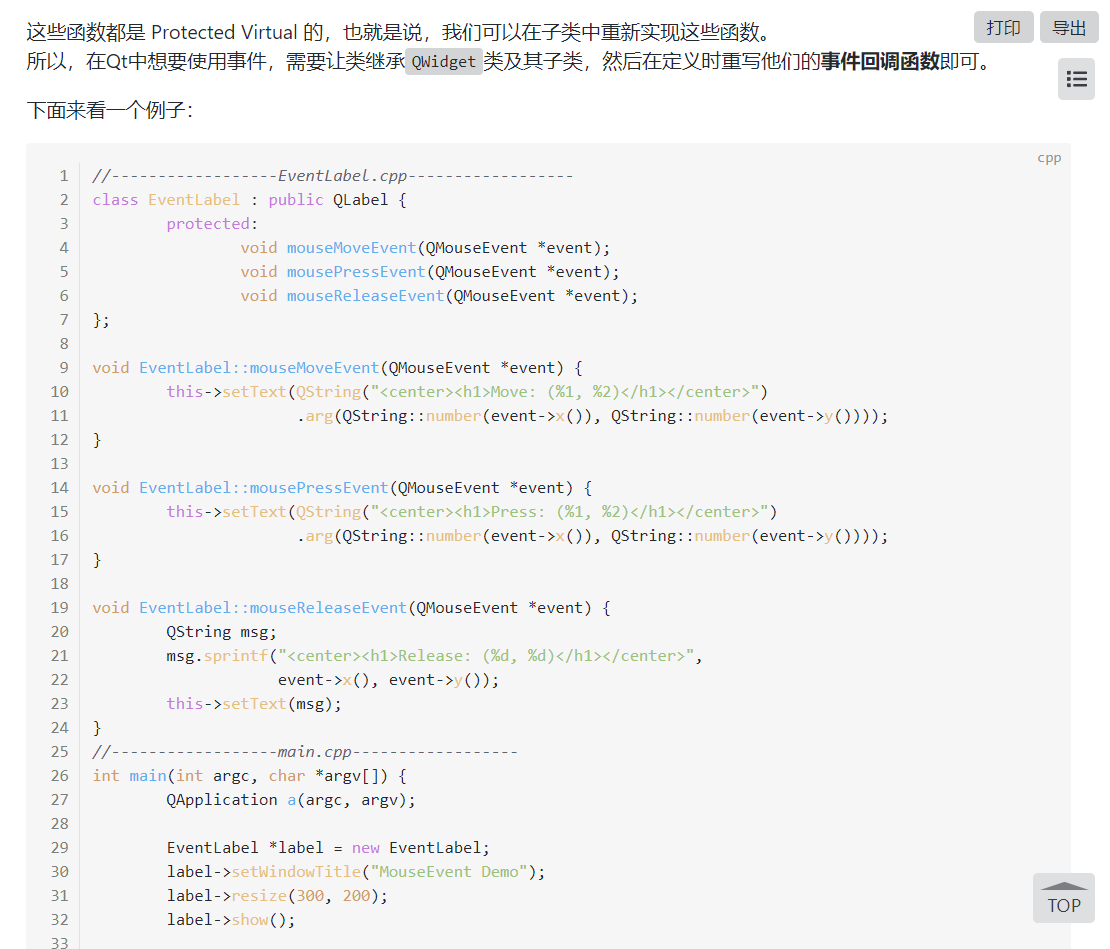 这些函数都是 Protected Virtual 的，也就是说，我们可以在子类中重新实现这些函数。
打印 导出
所以，在Qt中想要使用事件，需要让类继承QWidget类及其子类，然后在定义时重写他们的事件回调函数即可。
下面来看一个例子：
cpp
1 //------------------EventLabel.cpp------------------
2 class EventLabel : public QLabel {
3         protected:
4                 void mouseMoveEvent(QMouseEvent *event);
5                 void mousePressEvent(QMouseEvent *event);
6                 void mouseReleaseEvent(QMouseEvent *event);
7 };
8
9 void EventLabel::mouseMoveEvent(QMouseEvent *event) {
10         this->setText(QString("<center><h1>Move: (%1, %2)</h1></center>")
11                       .arg(QString::number(event->x()), QString::number(event->y())));
12 }
13
14 void EventLabel::mousePressEvent(QMouseEvent *event) {
15         this->setText(QString("<center><h1>Press: (%1, %2)</h1></center>")
16                       .arg(QString::number(event->x()), QString::number(event->y())));
17 }
18
19 void EventLabel::mouseReleaseEvent(QMouseEvent *event) {
20         QString msg;
21         msg.sprintf("<center><h1>Release: (%d, %d)</h1></center>",
22                     event->x(), event->y());
23         this->setText(msg);
24 }
25 //------------------main.cpp------------------
26 int main(int argc, char *argv[]) {
27         QApplication a(argc, argv);
28
29         EventLabel *label = new EventLabel;
30         label->setWindowTitle("MouseEvent Demo");
31         label->resize(300, 200);
32         label->show();
33
TOP